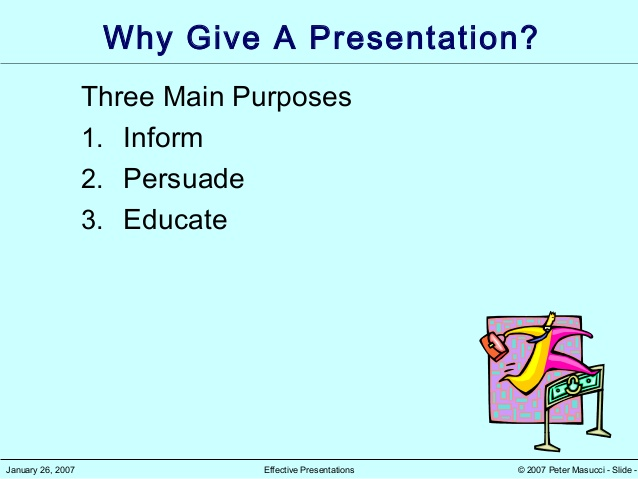 Why Give A Presentation?
Three Main Purposes
1. Inform
2. Persuade
3. Educate
January 26, 2007 Effective Presentations © 2007 Peter Masucci - Slide -